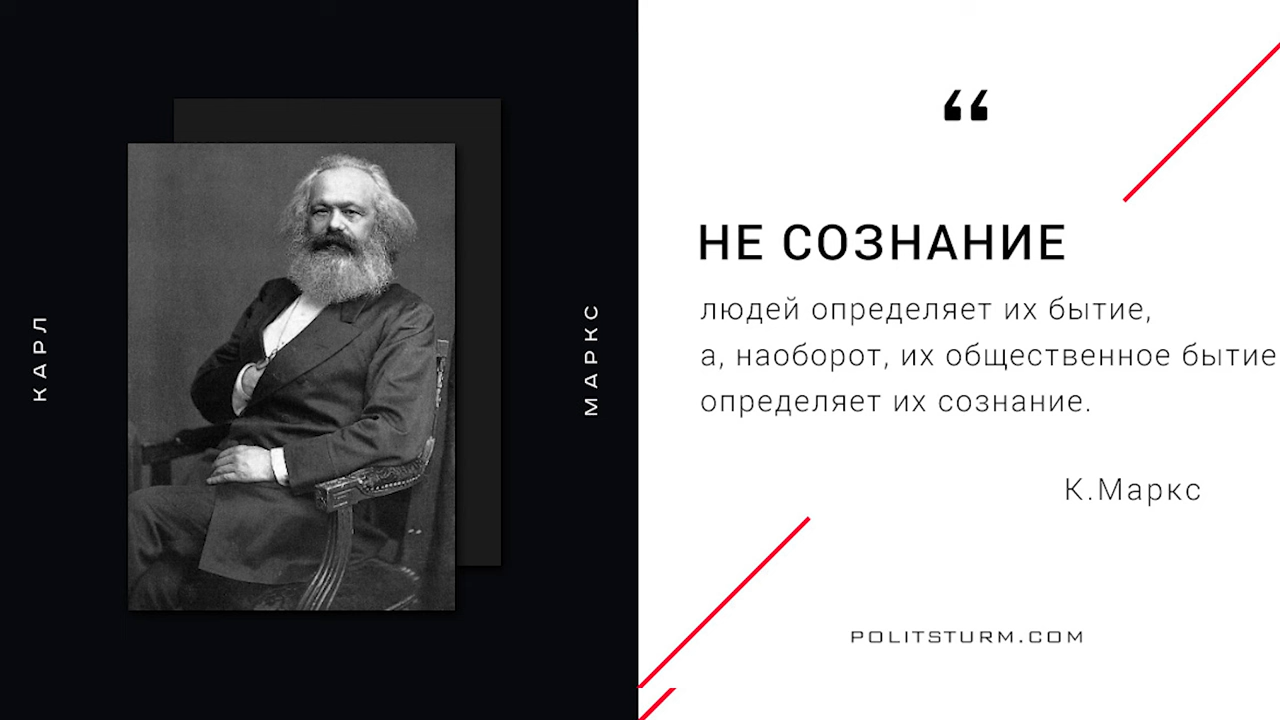 КАРЛ
МАРКС
“
НЕ СОЗНАНИЕ
людей определяет их бытие,
а, наоборот, их общественное бытие
определяет их сознание.
К.Маркс
POLITSTURM.COM